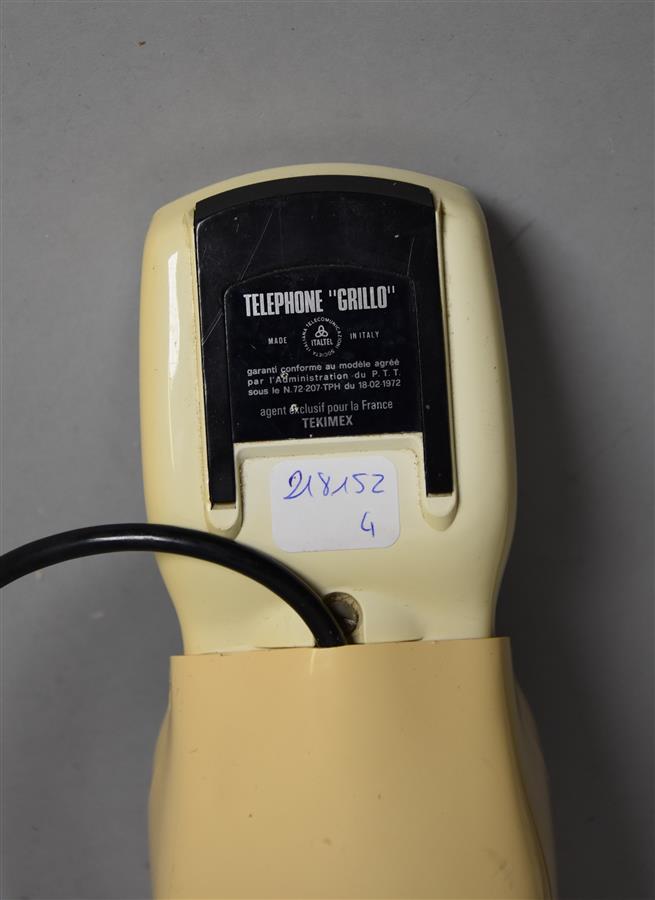 TELEPHONE "GRILLO"
MADE IN ITALY
SOCIETÀ ITALIANA TELECOMUNICAZIONI
ITALTEL
garanti conforme au modèle agréé
par l'Administration du P. T. T.
sous le N.72-207-TPH du 18-02-1972
agent exclusif pour la France
TEKIMEX
218152
4